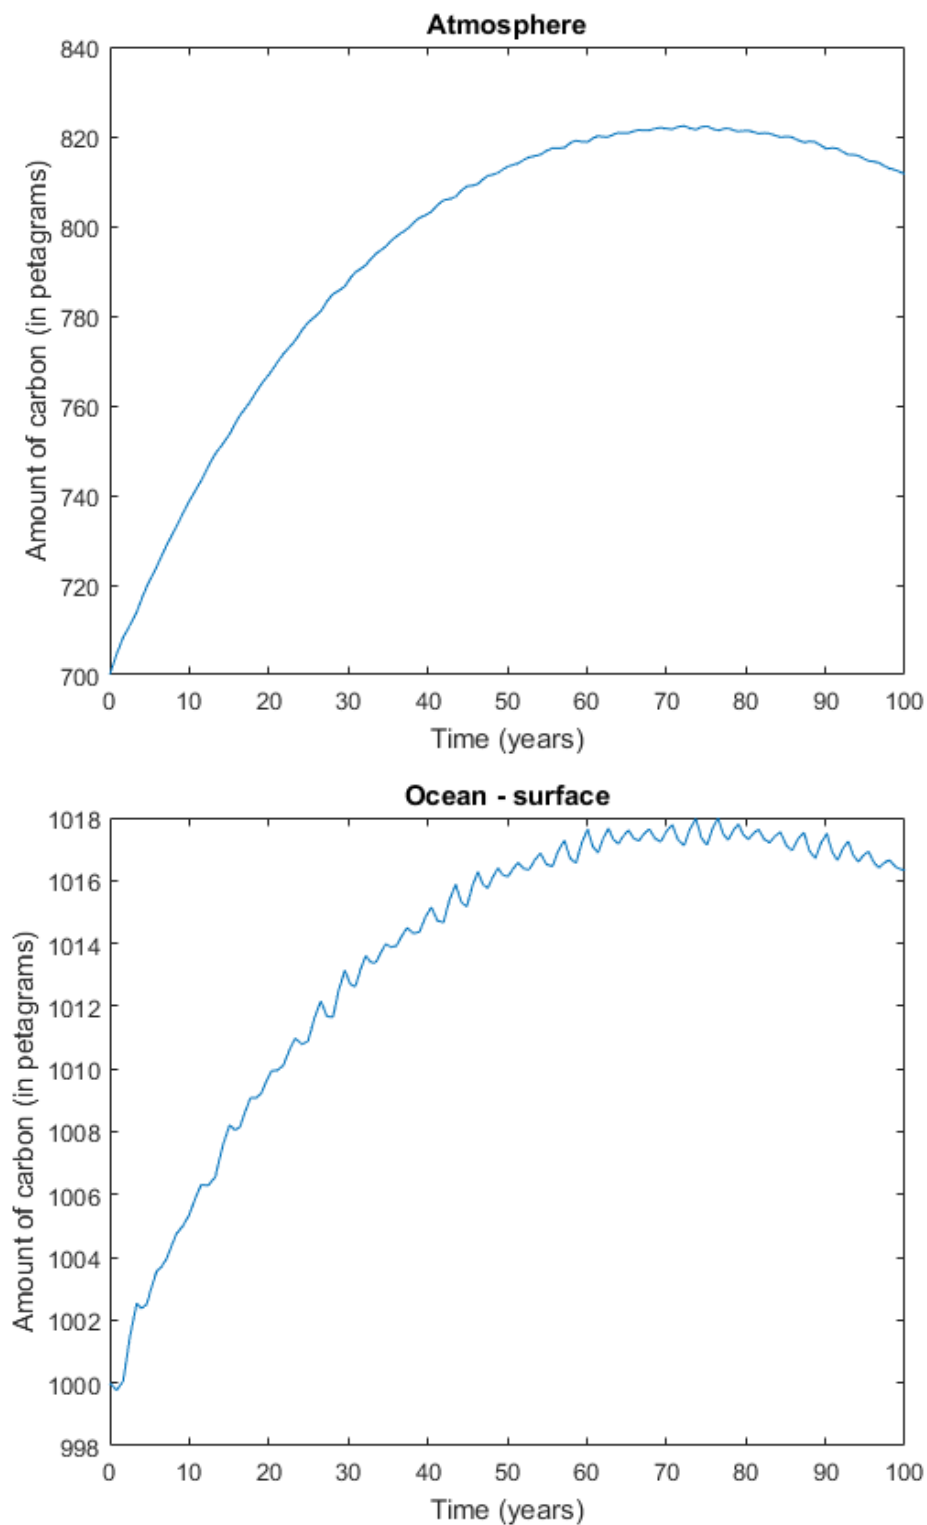 Atmosphere
840
820
800
780
760
740
720
700
Amount of carbon (in petagrams)
0 10 20 30 40 50 60 70 80 90 100
Time (years)
Ocean - surface
1018
1016
1014
1012
1010
1008
1006
1004
1002
1000
998
Amount of carbon (in petagrams)
0 10 20 30 40 50 60 70 80 90 100
Time (years)